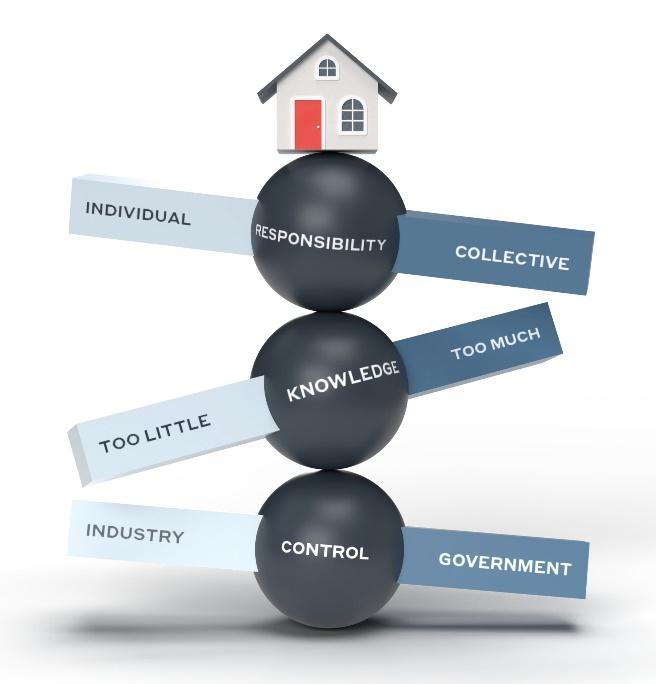 INDIVIDUAL
RESPONSIBILITY
COLLECTIVE
TOO LITTLE
KNOWLEDGE
TOO MUCH
INDUSTRY
CONTROL
GOVERNMENT